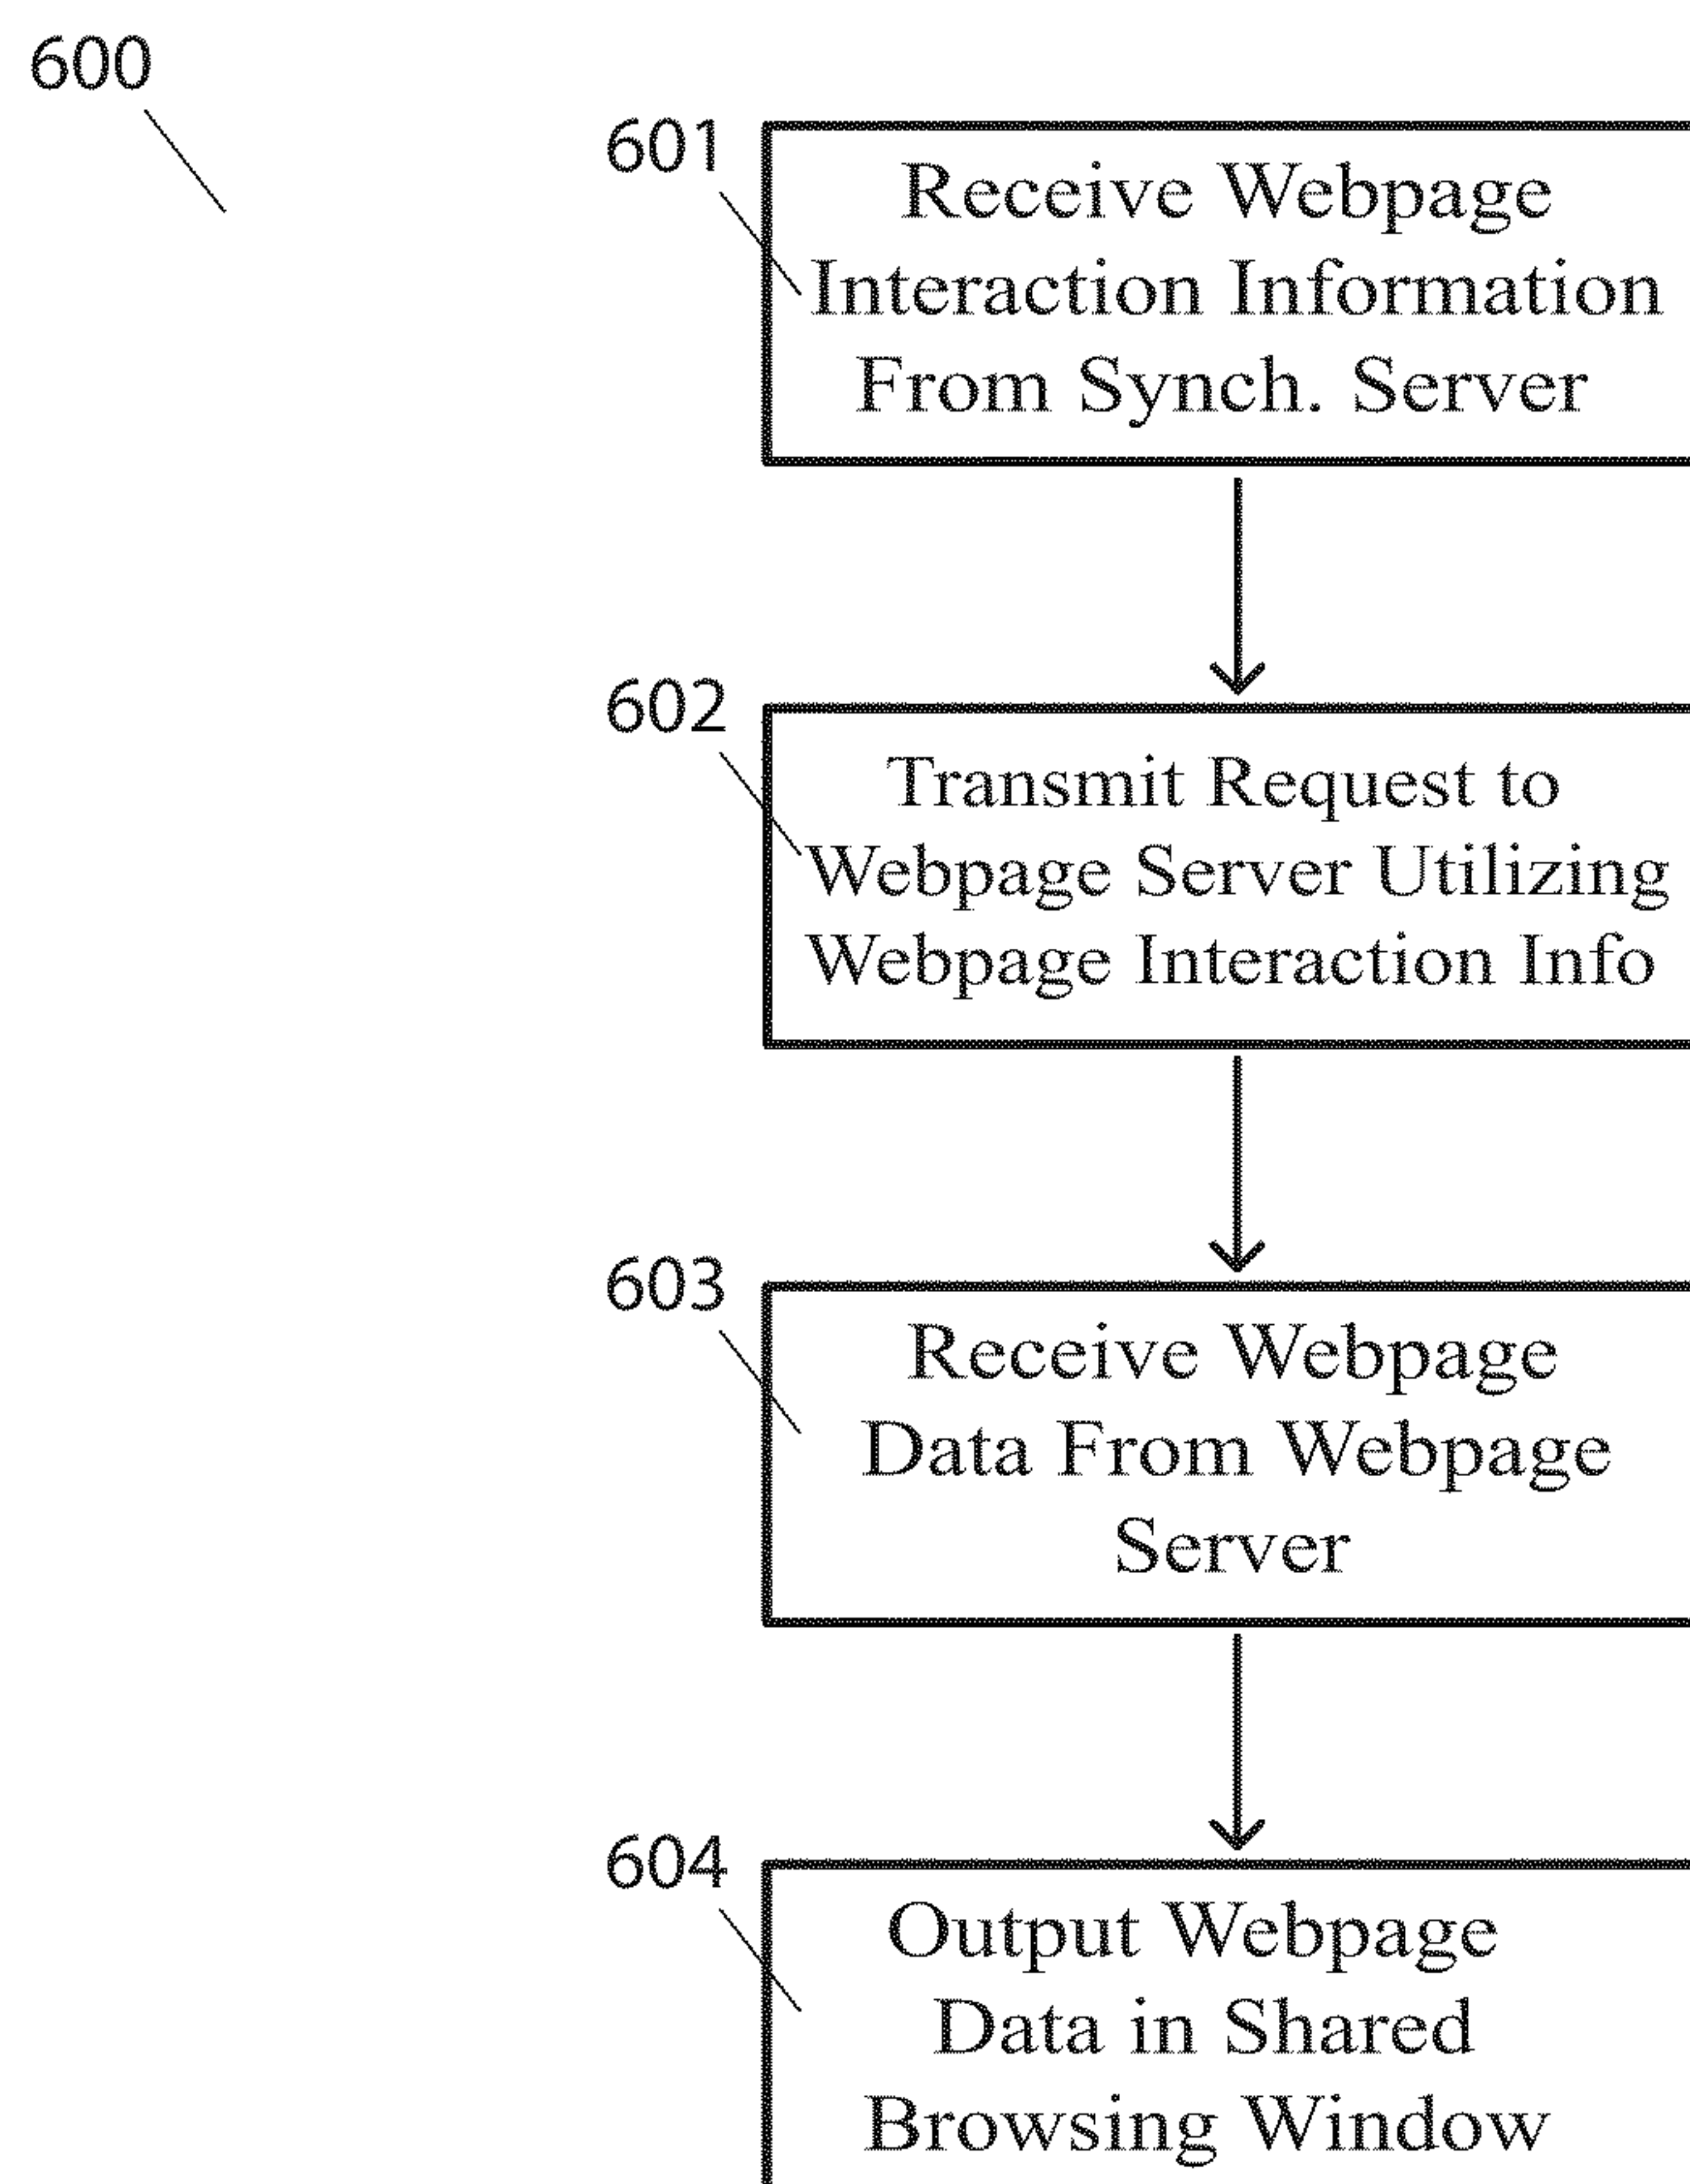 600
601
Receive Webpage
Interaction Information
From Synch. Server
602
Transmit Request to
Webpage Server Utilizing
Webpage Interaction Info
603
Receive Webpage
Data From Webpage
Server
604
Output Webpage
Data in Shared
Browsing Window